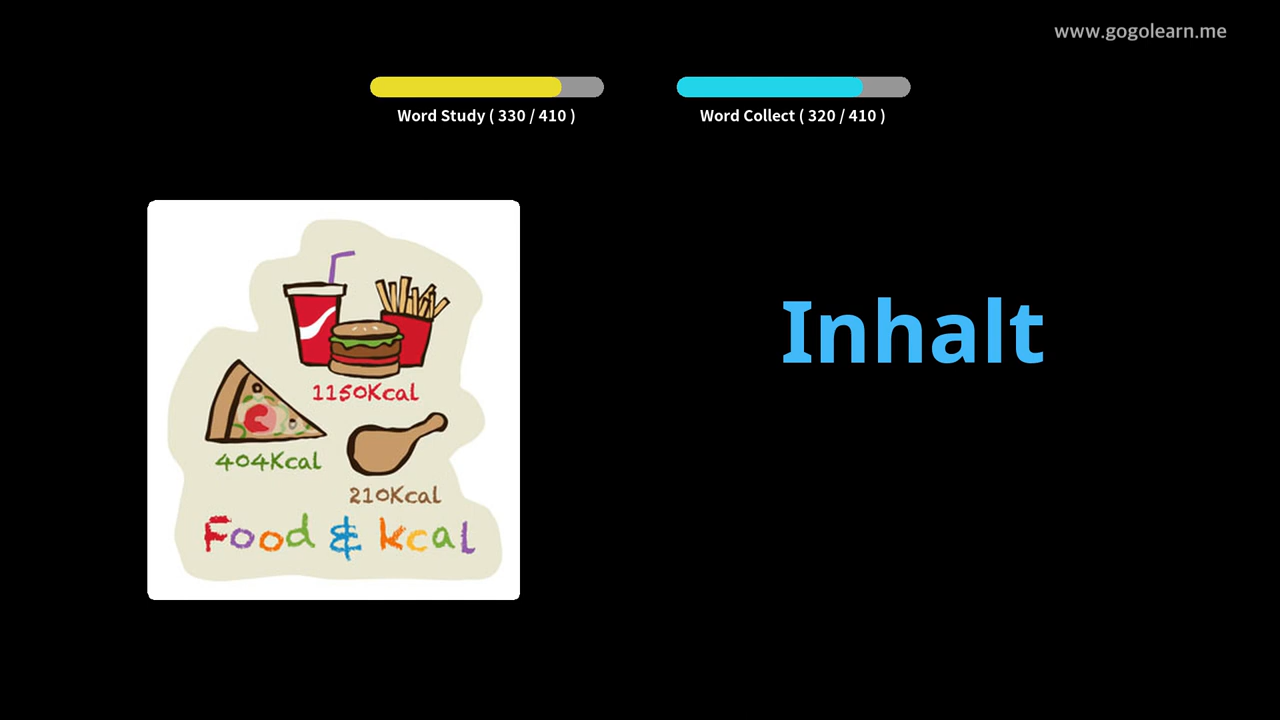 www.gogolearn.me
Word Study ( 330 / 410 )
Word Collect ( 320 / 410 )
Inhalt
1150Kcal
404Kcal
210Kcal
Food & kcal